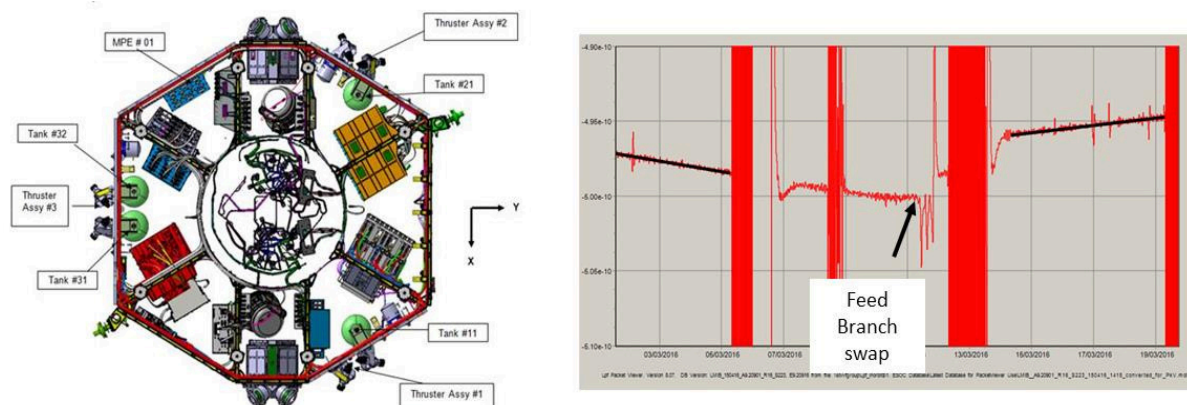 Thruster Assy #2
MPE # 01
Tank #21
Tank #32
Thruster
Assy #3
Y
X
Tank #31
Tank #11
Thruster Assy #1
-4.90e-10
-4.95e-10
-5.00e-10
-5.05e-10
-5.10e-10
Feed
Branch
swap
03/03/2016
06/03/2016
07/03/2016
13/03/2016
15/03/2016
17/03/2016
19/03/2016